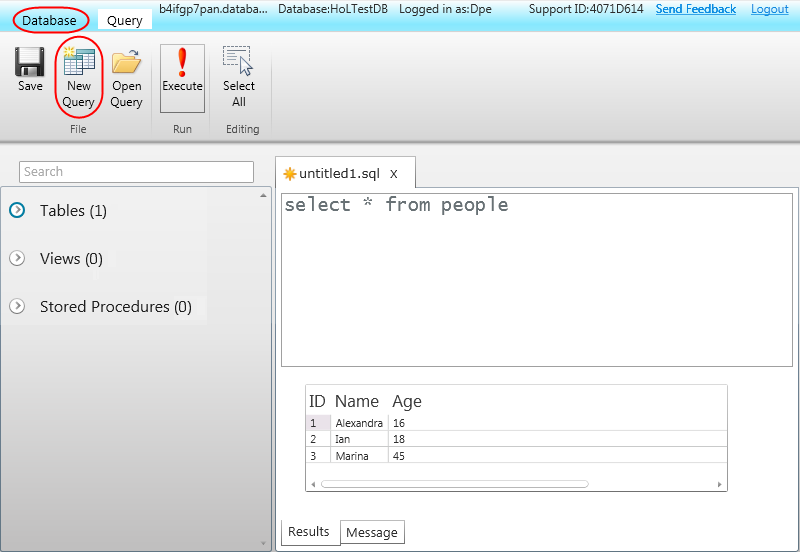 Database Query b4ifgp7pan.databa... Database:HoLTestDB Logged in as:Dpe Support ID:4071D614 Send Feedback Logout
Save New Query Open Query Execute Select All
File Run Editing
Search
untitled1.sql X
select * from people
Tables (1)
Views (0)
Stored Procedures (0)
ID Name Age
1 Alexandra 16
2 Ian 18
3 Marina 45
Results Message